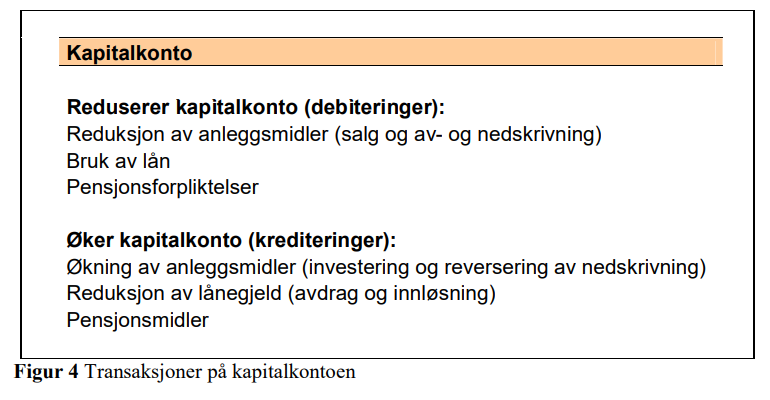 Kapitalkonto
Reduserer kapitalkonto (debiteringer):
Reduksjon av anleggsmidler (salg og av- og nedskrivning)
Bruk av lån
Pensjonsforpliktelser
Øker kapitalkonto (krediteringer):
Økning av anleggsmidler (investering og reversering av nedskrivning)
Reduksjon av lånegjeld (avdrag og innløsning)
Pensjonsmidler
Figur 4 Transaksjoner på kapitalkontoen